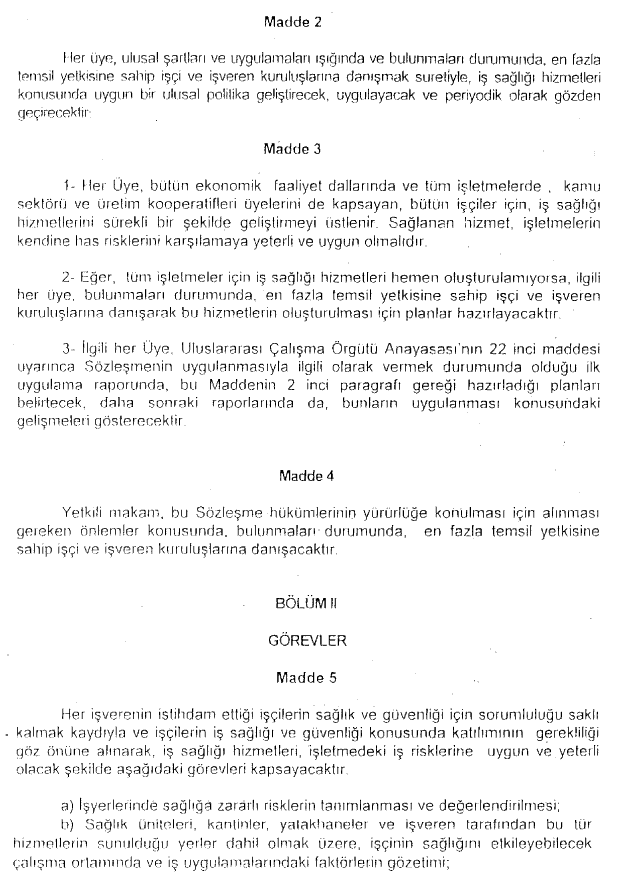 Madde 2
Her üye, ulusal şartları ve uygulamaları ışığında ve bulunmaları durumunda, en fazla
temsil yetkisine sahip işçi ve işveren kuruluşlarına danışmak suretiyle, iş sağlığı hizmetleri
konusunda uygun bir ulusal politika geliştirecek, uygulayacak ve periyodik olarak gözden
geçirecektir.
Madde 3
1- Her Üye, bütün ekonomik faaliyet dallarında ve tüm işletmelerde , kamu
sektörü ve üretim kooperatifleri üyelerini de kapsayan, bütün işçiler için, iş sağlığı
hizmetlerini sürekli bir şekilde geliştirmeyi üstlenir. Sağlanan hizmet, işletmelerin
kendine has risklerini karşılamaya yeterli ve uygun olmalıdır.
2- Eğer, tüm işletmeler için iş sağlığı hizmetleri hemen oluşturulamıyorsa, ilgili
her üye, bulunmaları durumunda, en fazla temsil yetkisine sahip işçi ve işveren
kuruluşlarına danışarak bu hizmetlerin oluşturulması için planlar hazırlayacaktır.
3- İlgili her Üye, Uluslararası Çalışma Örgütü Anayasası'nın 22 inci maddesi
uyarınca Sözleşmenin uygulanmasıyla ilgili olarak vermek durumunda olduğu ilk
uygulama raporunda, bu Maddenin 2 inci paragrafı gereği hazırladığı planları
belirtecek, daha sonraki raporlarında da, bunların uygulanması konusundaki
gelişmeleri gösterecektir.
Madde 4
Yetkili makam, bu Sözleşme hükümlerinin yürürlüğe konulması için alınması
gereken önlemler konusunda, bulunmaları durumunda, en fazla temsil yetkisine
sahip işçi ve işveren kuruluşlarına danışacaktır.
BÖLÜM II
GÖREVLER
Madde 5
Her işverenin istihdam ettiği işçilerin sağlık ve güvenliği için sorumluluğu saklı
kalmak kaydıyla ve işçilerin iş sağlığı ve güvenliği konusunda katılımının gerekliliği
göz önüne alınarak, iş sağlığı hizmetleri, işletmedeki iş risklerine uygun ve yeterli
olacak şekilde aşağıdaki görevleri kapsayacaktır.
a) İşyerlerinde sağlığa zararlı risklerin tanımlanması ve değerlendirilmesi;
b) Sağlık üniteleri, kantinler, yatakhaneler ve işveren tarafından bu tür
hizmetlerin sunulduğu yerler dahil olmak üzere, işçinin sağlığını etkileyebilecek
çalışma ortamında ve iş uygulamalarındaki faktörlerin gözetimi;